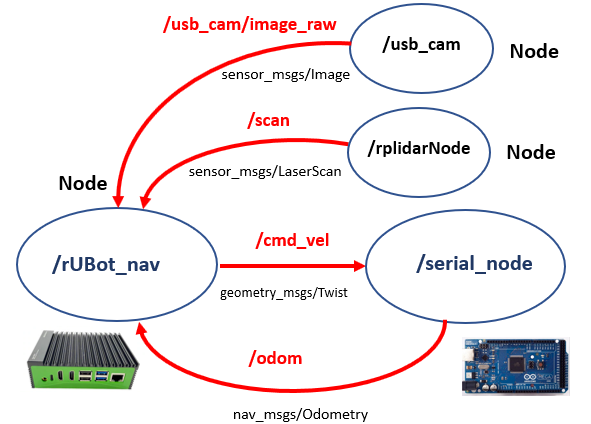 /usb_cam/image_raw
/usb_cam
Node
sensor_msgs/Image
/scan
/rplidarNode
Node
sensor_msgs/LaserScan
Node
/cmd_vel
/rUBot_nav
/serial_node
geometry_msgs/Twist
/odom
nav_msgs/Odometry